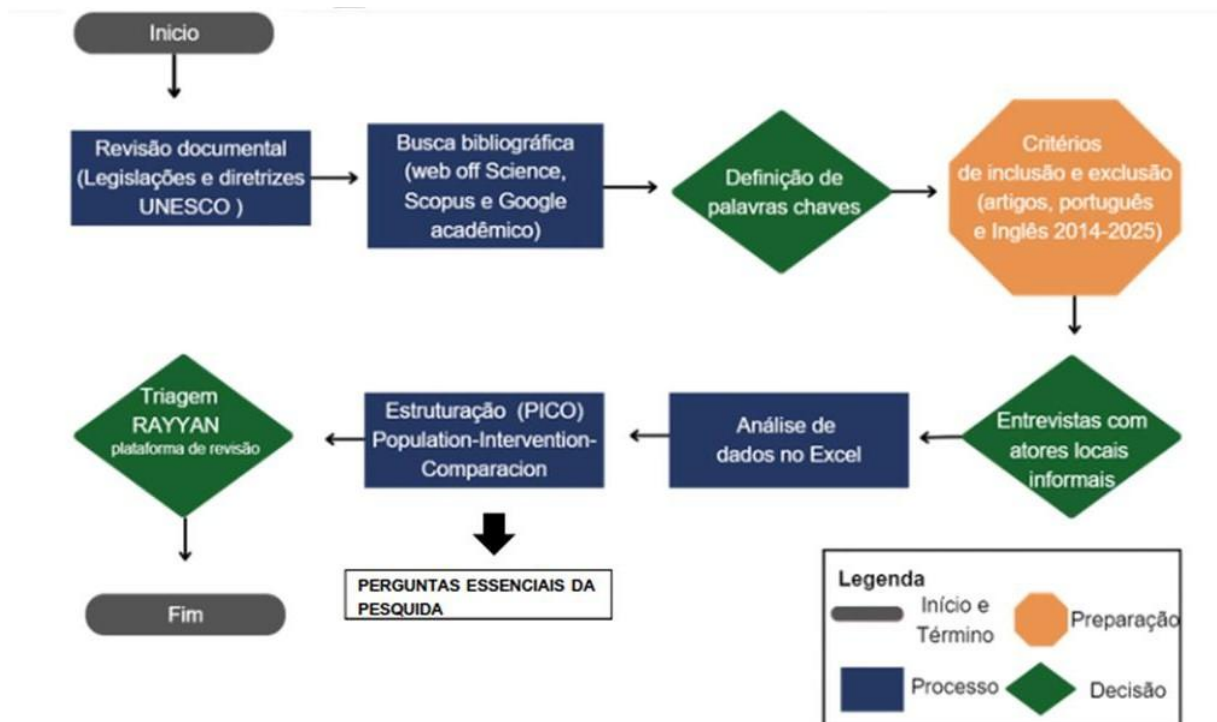 Inicio
Revisão documental
(Legislações e diretrizes
UNESCO )
Busca bibliográfica
(web off Science,
Scopus e Google
acadêmico)
Definição de
palavras chaves
Critérios
de inclusão e exclusão
(artigos, português
e Inglês 2014-2025)
Entrevistas com
atores locais
informais
Análise de
dados no Excel
Estruturação (PICO)
Population-Intervention-
Comparacion
PERGUNTAS ESSENCIAIS DA
PESQUIDA
Triagem
RAYYAN
plataforma de revisão
Fim
Legenda
Início e
Término
Preparação
Processo
Decisão